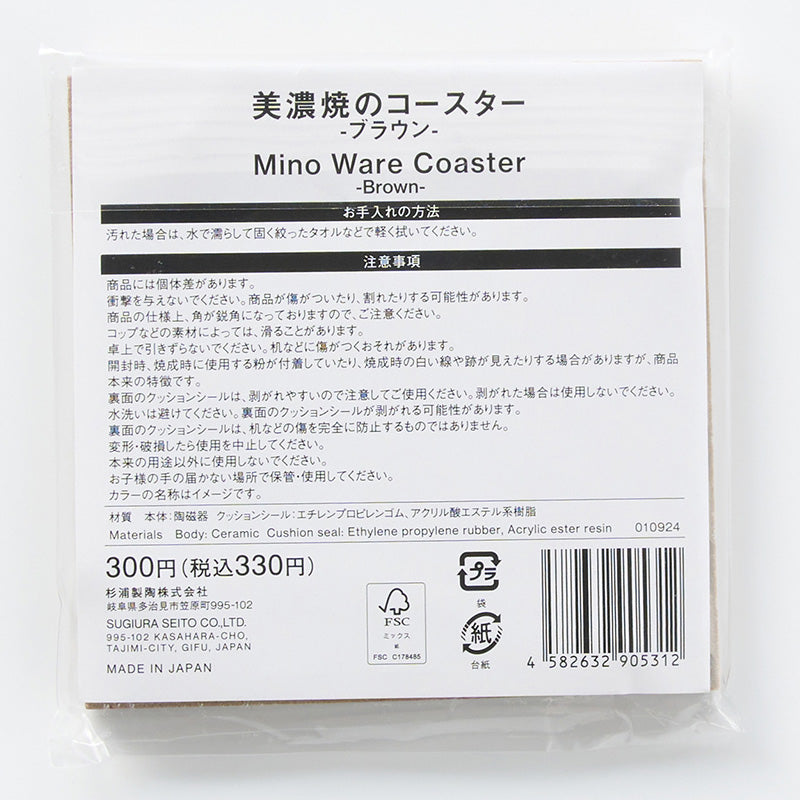 美濃焼のコースター
-ブラウン-
Mino Ware Coaster
-Brown-
お手入れの方法
汚れた場合は、水で濡らして固く絞ったタオルなどで軽く拭いてください。
注意事項
商品には個体差があります。
衝撃を与えないでください。商品が傷がついたり、割れたりする可能性があります。
商品の仕様上、角が鋭角になっておりますので、ご注意ください。
コップなどの素材によっては、滑ることがあります。
卓上で引きずらないでください。机などに傷がつくおそれがあります。
開封時、焼成時に使用する粉が付着していたり、焼成時の白い線や跡が見えたりする場合がありますが、商品
本来の特徴です。
裏面のクッションシールは、剥がれやすいので注意してご使用ください。剥がれた場合は使用しないでください。
水洗いは避けてください。裏面のクッションシールが剥がれる可能性があります。
裏面のクッションシールは、机などの傷を完全に防止するものではありません。
変形・破損したら使用を中止してください。
本来の用途以外に使用しないでください。
お子様の手の届かない場所で保管・使用してください。
カラーの名称はイメージです。
材質 本体:陶磁器 クッションシール:エチレンプロピレンゴム、アクリル酸エステル系樹脂
Materials Body: Ceramic Cushion seal: Ethylene propylene rubber, Acrylic ester resin 010924
300円(税込330円)
杉浦製陶株式会社
岐阜県多治見市笠原町995-102
SUGIURA SEITO CO.,LTD.
995-102 KASAHARA-CHO,
TAJIMI-CITY, GIFU, JAPAN
MADE IN JAPAN
FSC
ミックス
紙
FSC C178485
プラ
袋
紙
台紙
4 582632 905312